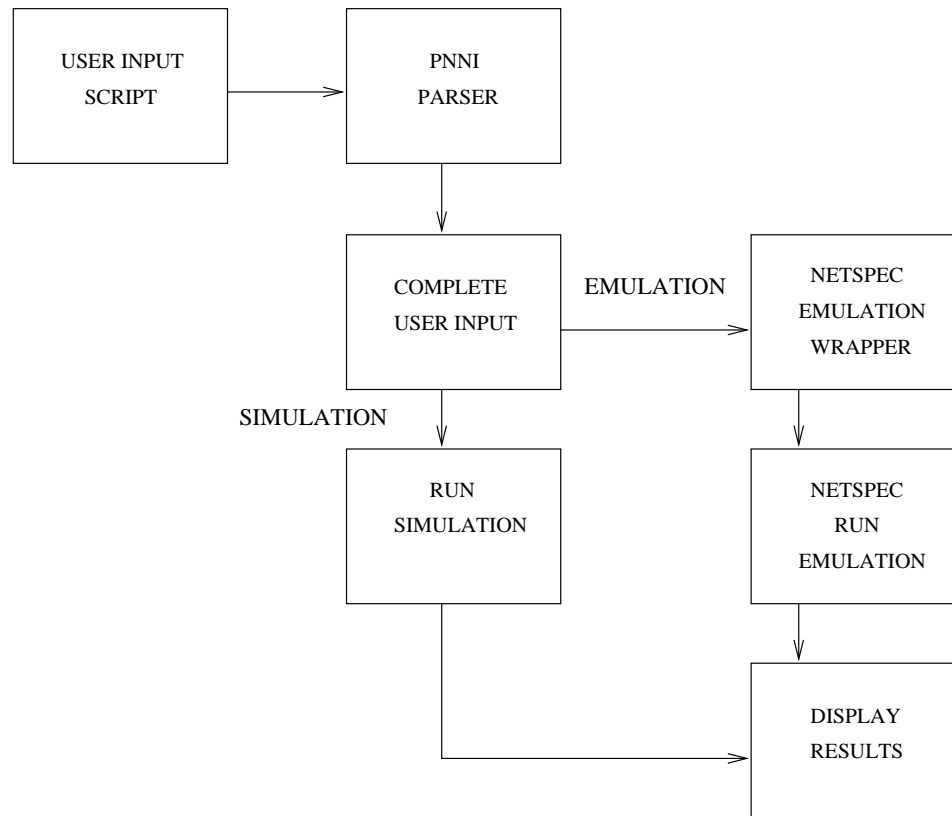 USER INPUT
SCRIPT
PNNI
PARSER
COMPLETE
USER INPUT
EMULATION
NETSPEC
EMULATION
WRAPPER
SIMULATION
RUN
SIMULATION
NETSPEC
RUN
EMULATION
DISPLAY
RESULTS